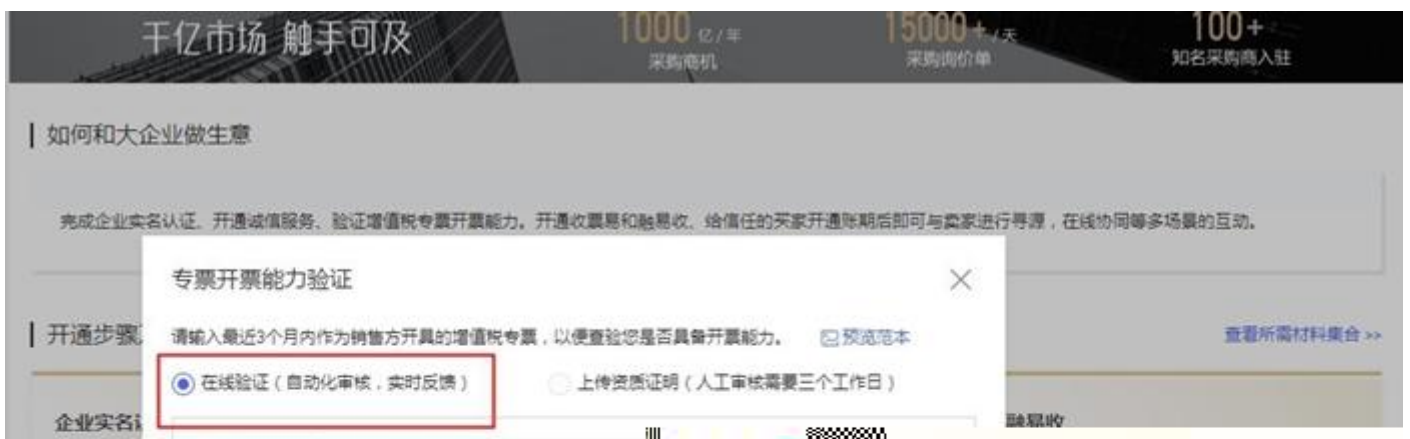 千亿市场 触手可及
1000 亿/年
采购商机
15000+/天
采购询价单
100+
知名采购商入驻
如何和大企业做生意
完成企业实名认证、开通诚信服务、验证增值税专票开票能力。开通收票易和融易收、给信任的买家开通账期后即可与卖家进行寻源，在线协同等多场景的互动。
专票开票能力验证
开通步骤
请输入最近3个月内作为销售方开具的增值税专票，以便查验您是否具备开票能力。 预览范本
查看所需材料集合 >>
在线验证（自动化审核，实时反馈）
上传资质证明（人工审核需要三个工作日）
企业实名
融易收